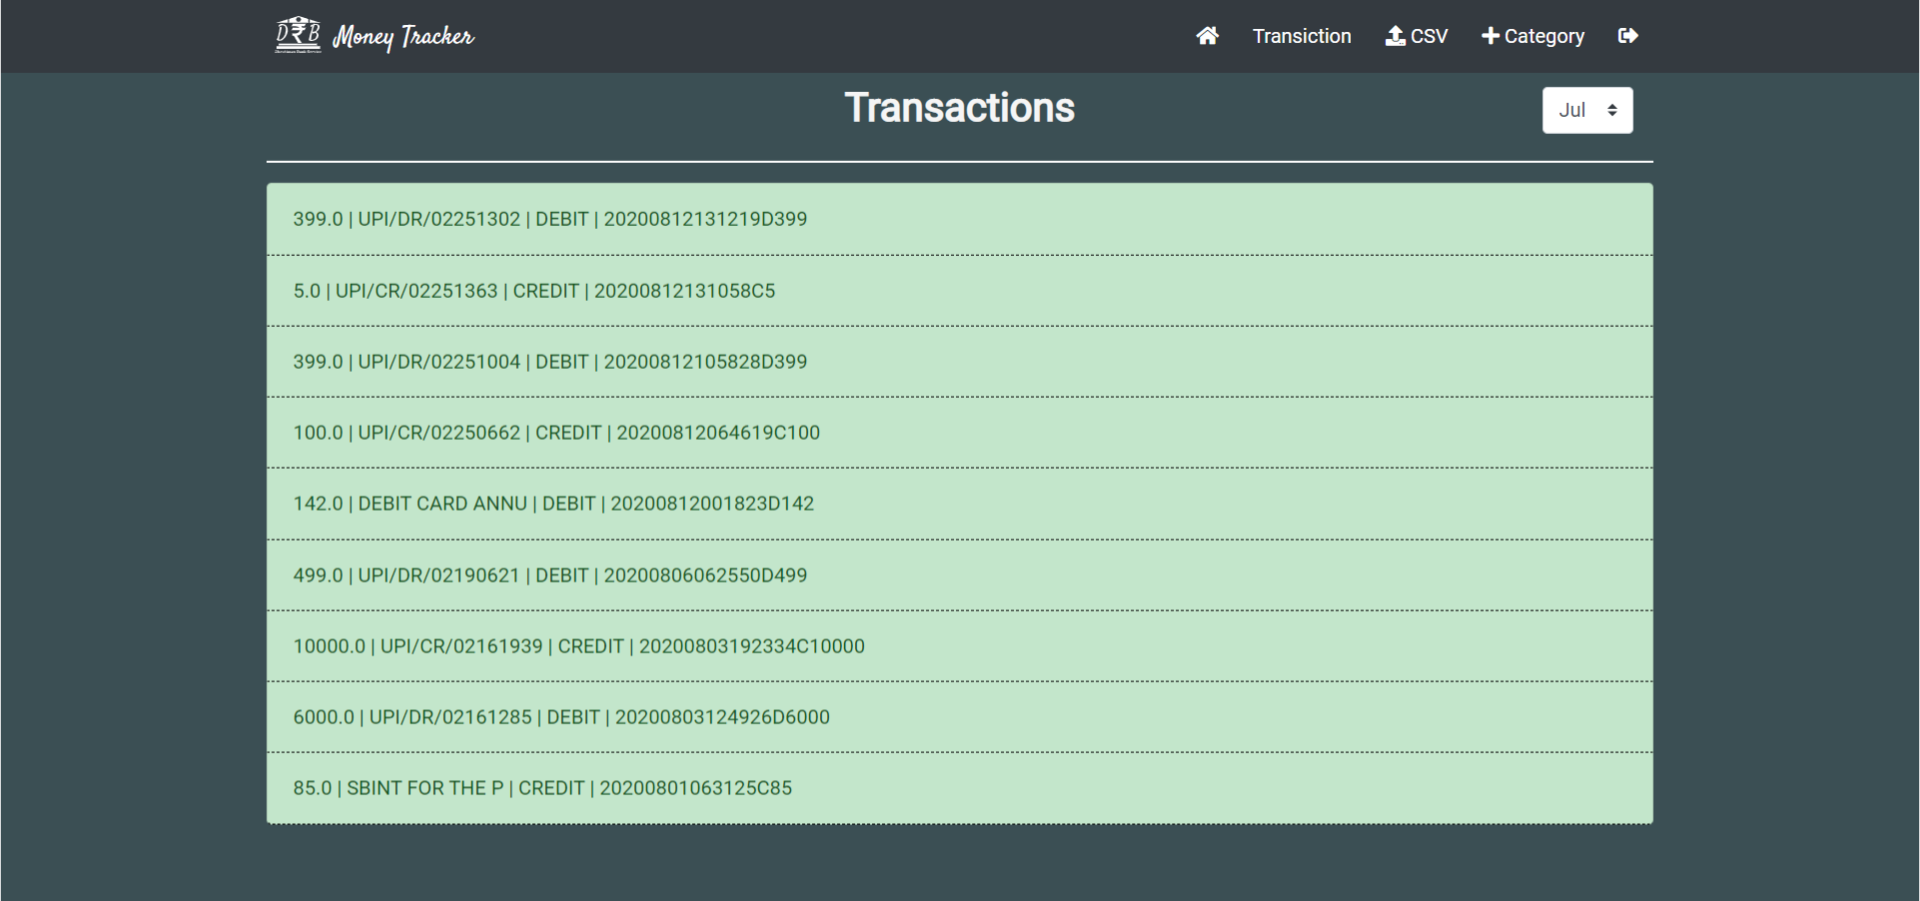 D₹B Money Tracker Transiction CSV Category
Transactions Jul
399.0 | UPI/DR/02251302 | DEBIT | 20200812131219D399
5.0 | UPI/CR/02251363 | CREDIT | 20200812131058C5
399.0 | UPI/DR/02251004 | DEBIT | 20200812105828D399
100.0 | UPI/CR/02250662 | CREDIT | 20200812064619C100
142.0 | DEBIT CARD ANNU | DEBIT | 20200812001823D142
499.0 | UPI/DR/02190621 | DEBIT | 20200806062550D499
10000.0 | UPI/CR/02161939 | CREDIT | 20200803192334C10000
6000.0 | UPI/DR/02161285 | DEBIT | 20200803124926D6000
85.0 | SBINT FOR THE P | CREDIT | 20200801063125C85